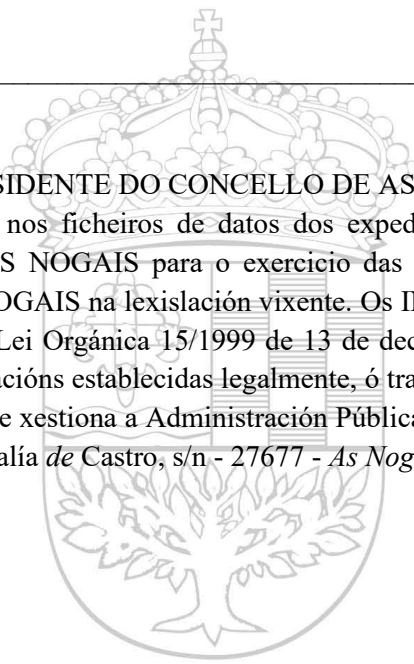 SIDENTE DO CONCELLO DE AS
nos ficheiros de datos dos exped
S NOGAIS para o exercicio das
OGAIS na lexislación vixente. Os
Lei Orgánica 15/1999 de 13 de dec
acións establecidas legalmente, ó tra
e xestiona a Administración Pública
alía de Castro, s/n - 27677 - As Nog